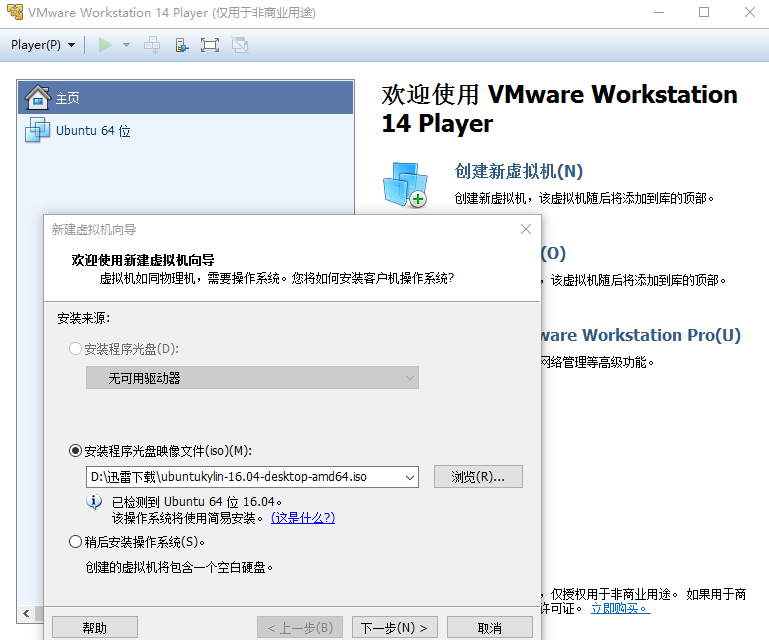 VMware Workstation 14 Player (仅用于非商业用途)
Player(P)
主页
Ubuntu 64 位
欢迎使用 VMware Workstation
14 Player
创建新虚拟机(N)
创建新虚拟机，该虚拟机随后将添加到库的顶部。
(O)
，该虚拟机随后将添加到库的顶部。
ware Workstation Pro(U)
网络管理等高级功能。
新建虚拟机向导
欢迎使用新建虚拟机向导
虚拟机如同物理机，需要操作系统。您将如何安装客户机操作系统?
安装来源:
安装程序光盘(D):
无可用驱动器
安装程序光盘映像文件(iso)(M):
D:\迅雷下载\ubuntukylin-16.04-desktop-amd64.iso
浏览(R)...
已检测到 Ubuntu 64 位 16.04。
该操作系统将使用简易安装。 (这是什么?)
稍后安装操作系统(S)。
创建的虚拟机将包含一个空白硬盘。
，仅授权用于非商业用途。 如果用于商
许可证。 立即购买。
帮助
< 上一步(B)
下一步(N) >
取消